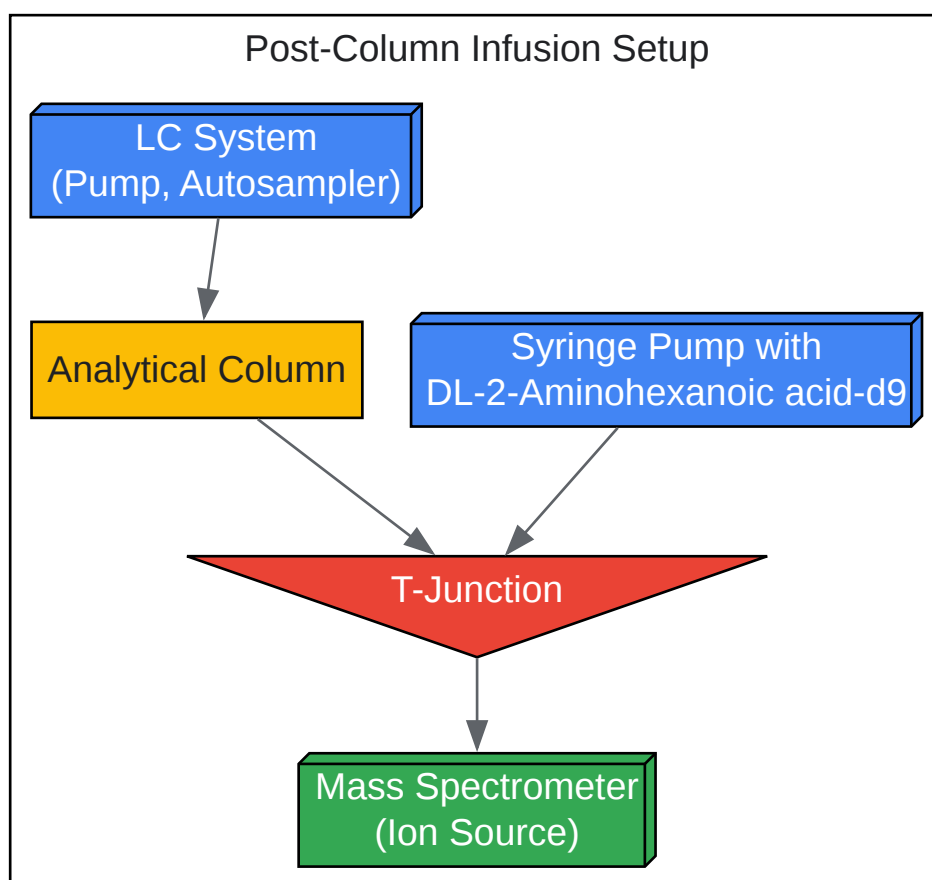 Post-Column Infusion Setup
LC System
(Pump, Autosampler)
Analytical Column
Syringe Pump with
DL-2-Aminohexanoic acid-d9
T-Junction
Mass Spectrometer
(Ion Source)